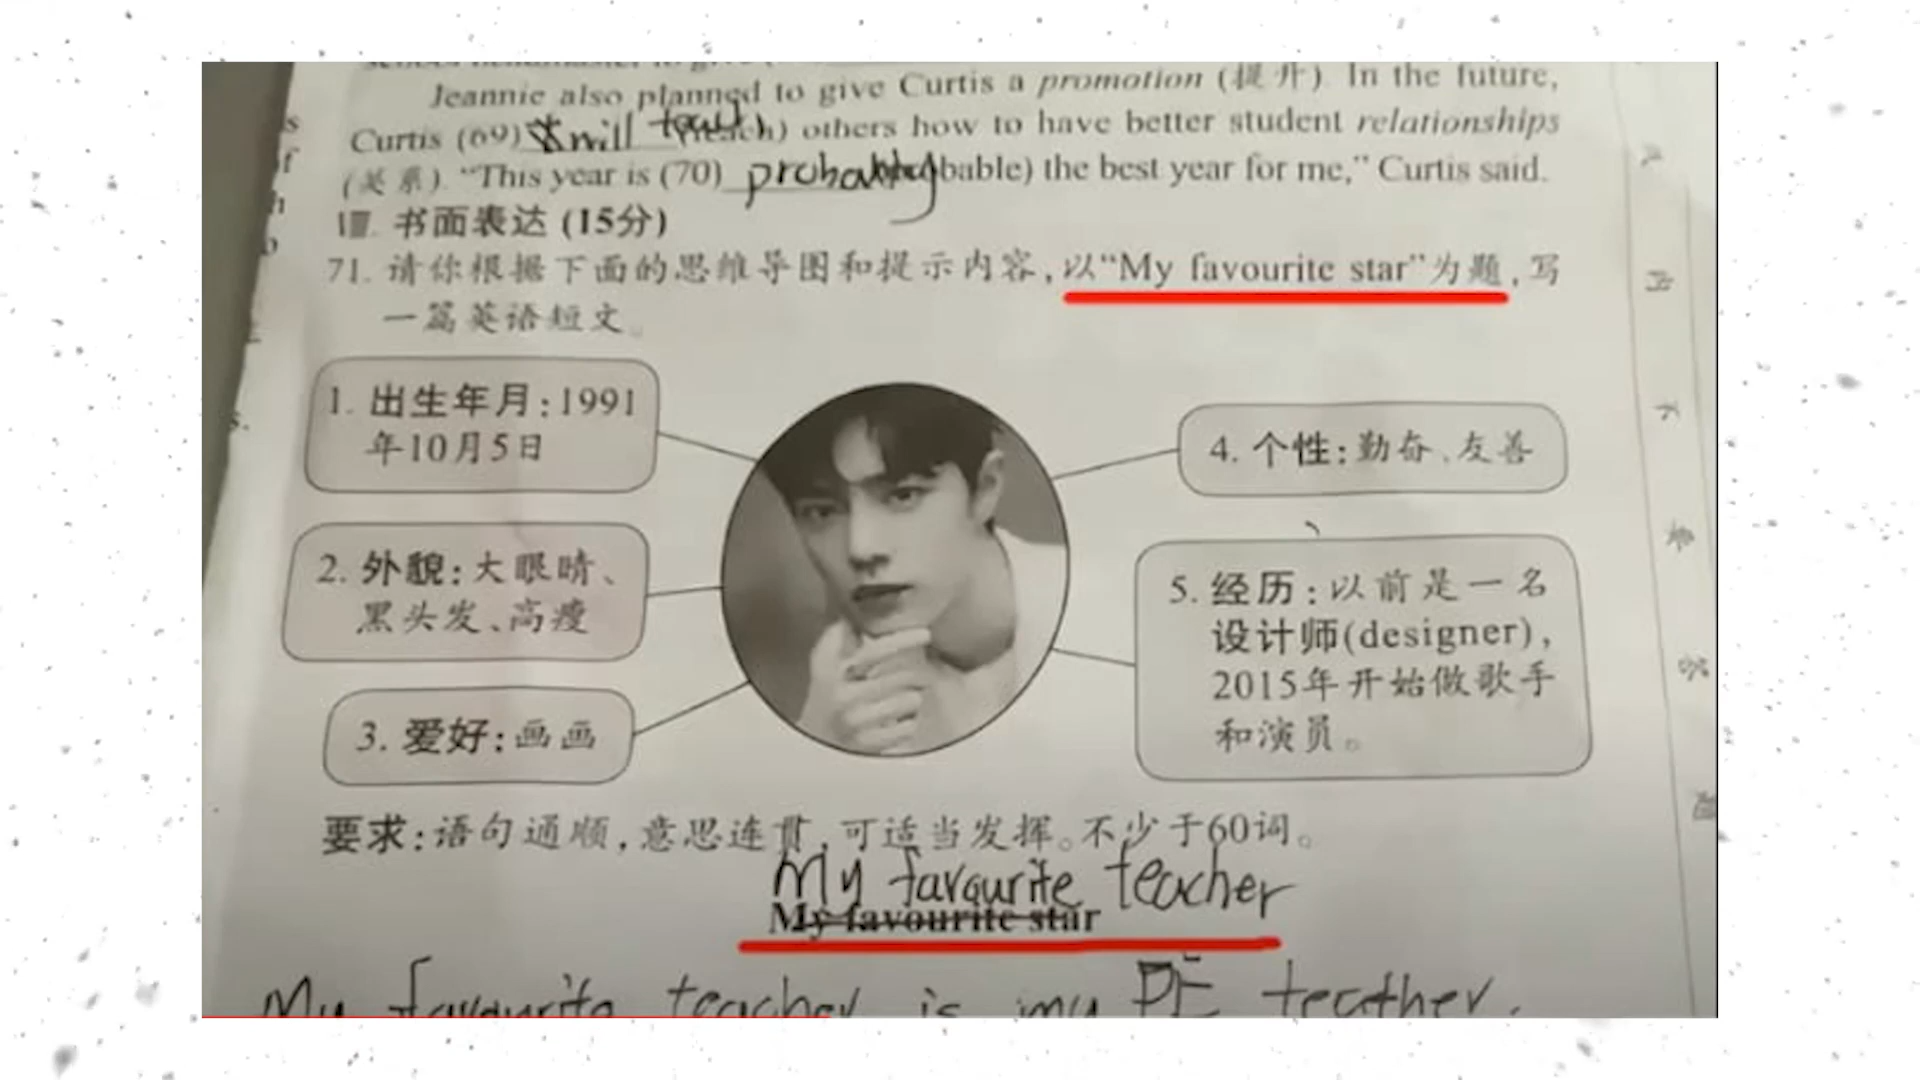 Jeannie also planned to give Curtis a promotion (提升). In the future,
Curtis (69) will teach (teach) others how to have better student relationships
(关系). “This year is (70) probably (probable) the best year for me,” Curtis said.
书面表达 (15分)
71. 请你根据下面的思维导图和提示内容,以“My favourite star”为题,写
一篇英语短文。
1. 出生年月:1991
年10月5日
2. 外貌:大眼睛、
黑头发、高瘦
3. 爱好:画画
4. 个性:勤奋、友善
5. 经历:以前是一名
设计师(designer),
2015年开始做歌手
和演员。
要求:语句通顺,意思连贯,可适当发挥。不少于60词。
My favourite teacher
My favourite star
My favourite teacher is my PE teather.